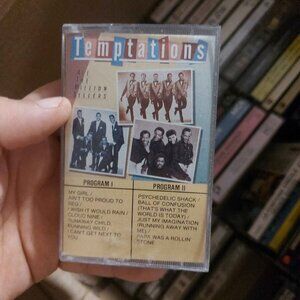 Temptations
ALL
THE
MILLION
SELLERS
PROGRAM I
MY GIRL /
AIN'T TOO PROUD TO
BEG /
I WISH IT WOULD RAIN /
CLOUD NINE /
RUNAWAY CHILD,
RUNNING WILD /
I CAN'T GET NEXT TO
YOU
PROGRAM II
PSYCHEDELIC SHACK /
BALL OF CONFUSION
(THAT'S WHAT THE
WORLD IS TODAY) /
JUST MY IMAGINATION
(RUNNING AWAY WITH
ME) /
PAPA WAS A ROLLIN'
STONE